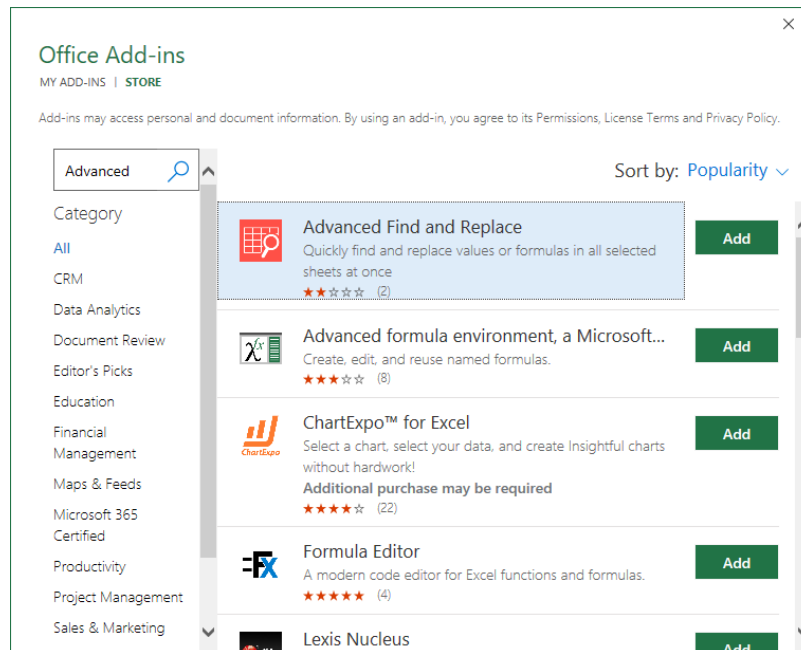 Office Add-ins
MY ADD-INS | STORE
Add-ins may access personal and document information. By using an add-in, you agree to its Permissions, License Terms and Privacy Policy.
Advanced
Sort by: Popularity
Category
All
CRM
Data Analytics
Document Review
Editor's Picks
Education
Financial
Management
Maps & Feeds
Microsoft 365
Certified
Productivity
Project Management
Sales & Marketing
Advanced Find and Replace
Quickly find and replace values or formulas in all selected
sheets at once
(2)
Add
Advanced formula environment, a Microsoft...
Create, edit, and reuse named formulas.
(8)
Add
ChartExpo
ChartExpo™ for Excel
Select a chart, select your data, and create Insightful charts
without hardwork!
Additional purchase may be required
(22)
Add
Formula Editor
A modern code editor for Excel functions and formulas.
(4)
Add
Lexis Nucleus
Add